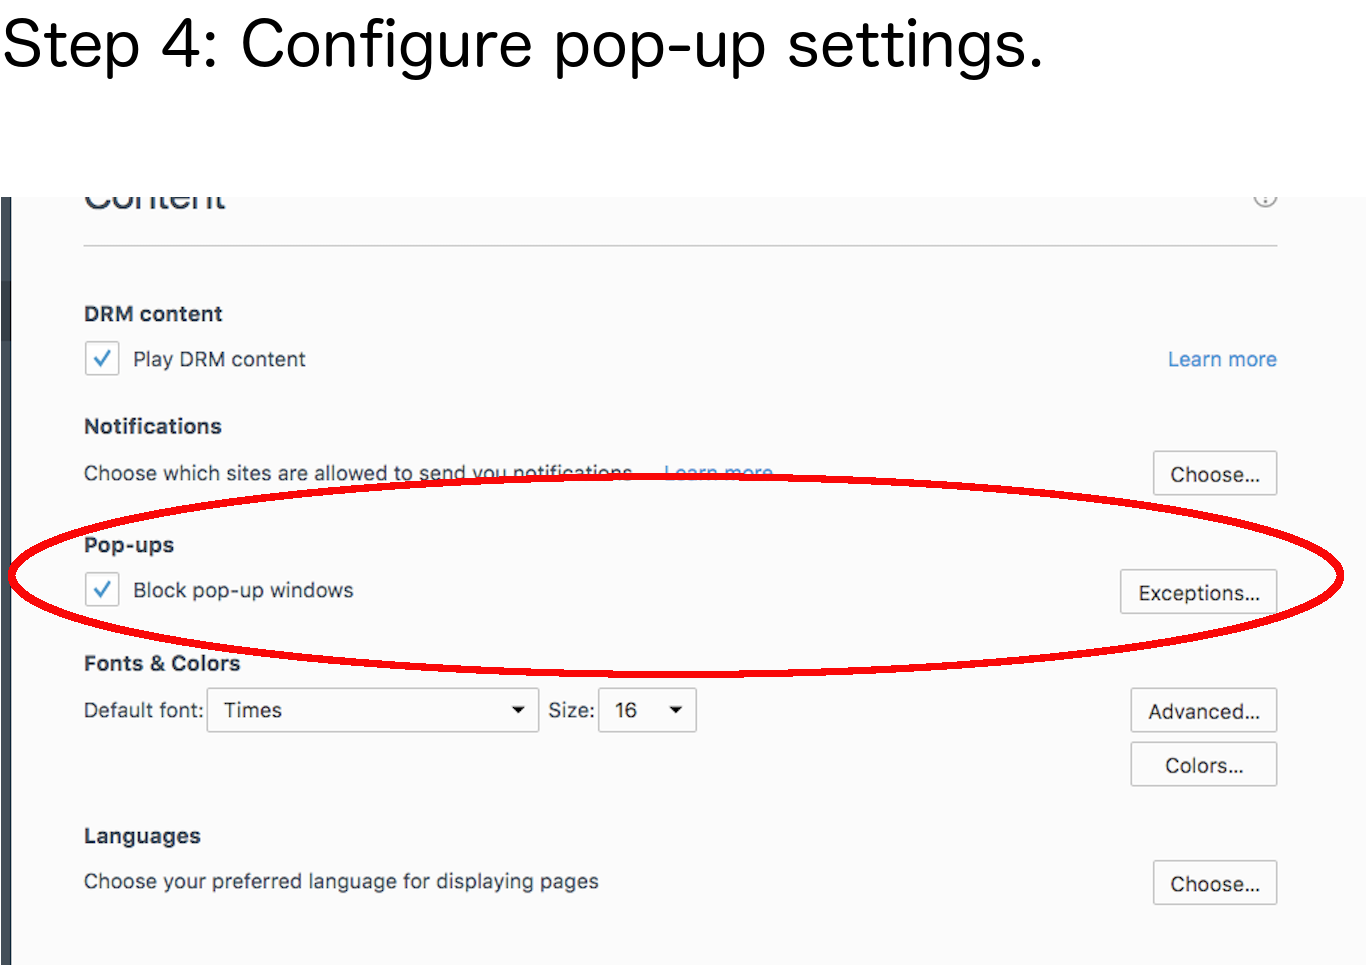 Step 4: Configure pop-up settings.
Content
DRM content
Play DRM content Learn more
Notifications
Choose which sites are allowed to send you notifications Learn more Choose...
Pop-ups
Block pop-up windows Exceptions...
Fonts & Colors
Default font: Times Size: 16 Advanced...
Colors...
Languages
Choose your preferred language for displaying pages Choose...